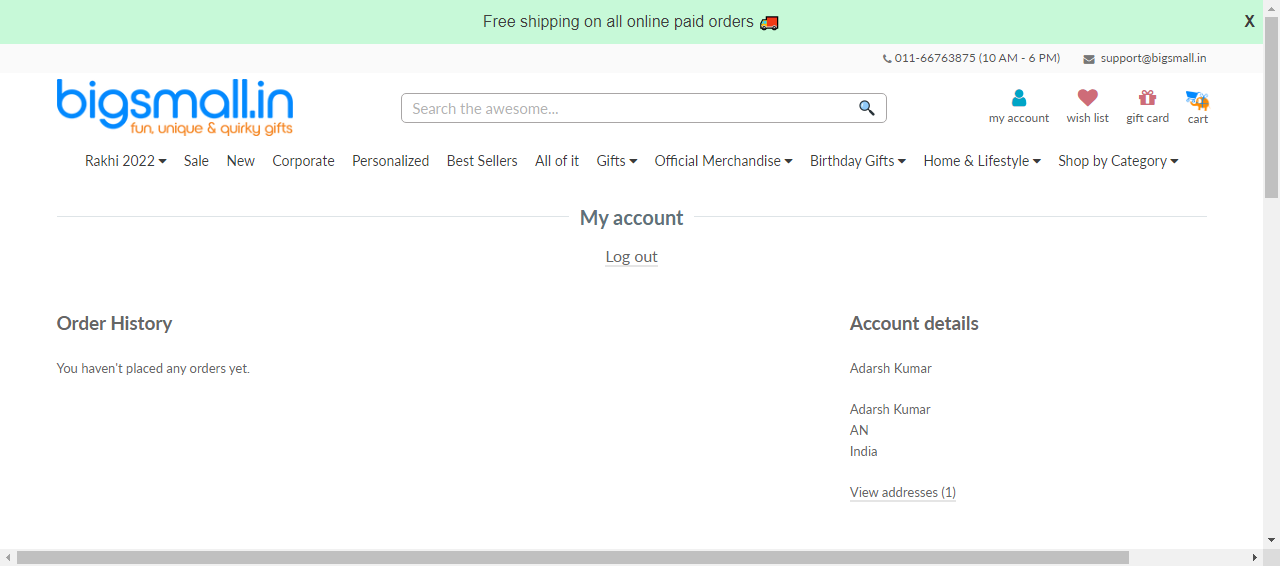 Free shipping on all online paid orders 🚚
X
011-66763875 (10 AM - 6 PM) support@bigsmall.in
bigsmall.in
fun, unique & quirky gifts
Search the awesome...
my account wish list gift card cart
Rakhi 2022 Sale New Corporate Personalized Best Sellers All of it Gifts Official Merchandise Birthday Gifts Home & Lifestyle Shop by Category
My account
Log out
Order History
You haven't placed any orders yet.
Account details
Adarsh Kumar
Adarsh Kumar
AN
India
View addresses (1)